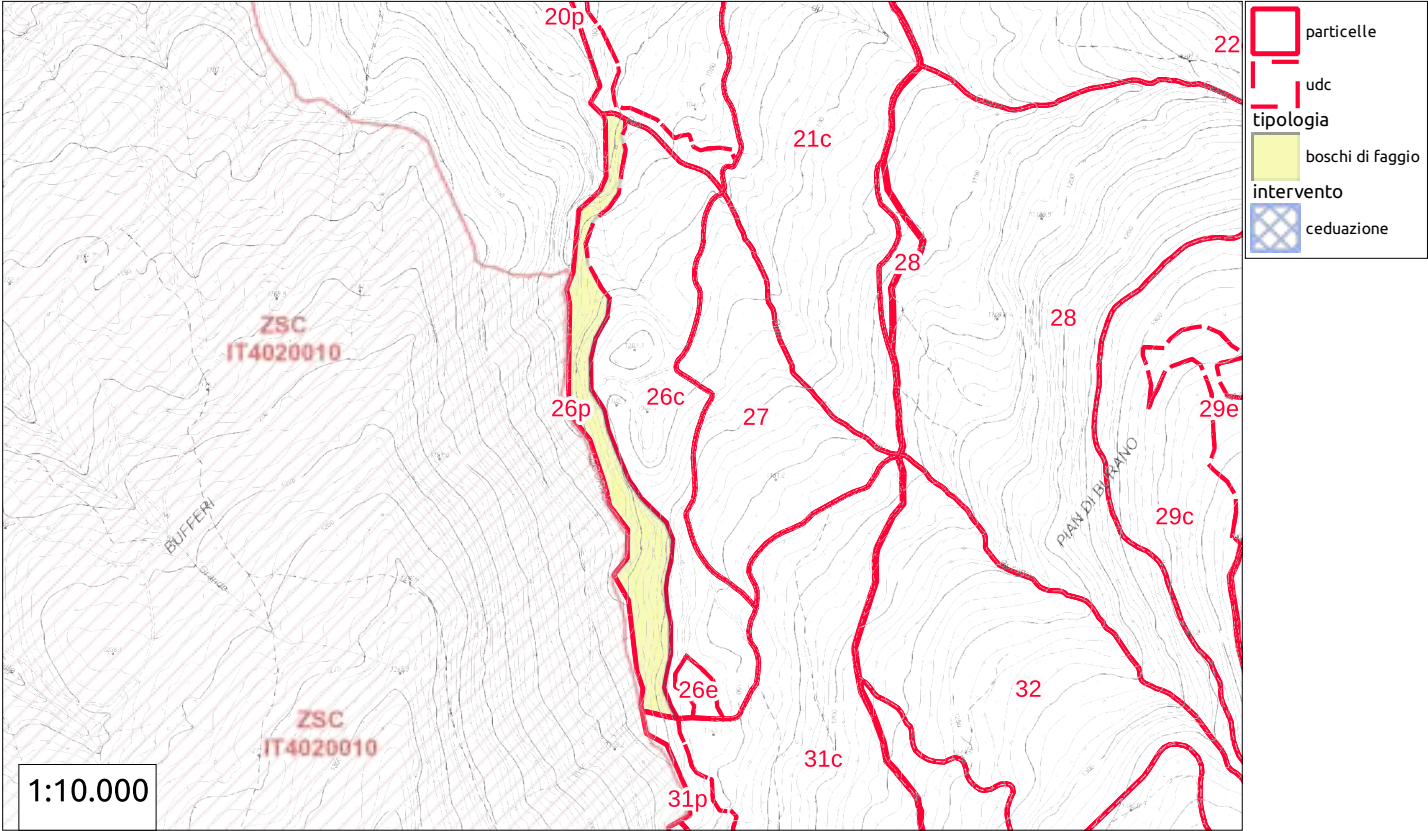 20p
22
particelle
udc
tipologia
boschi di faggio
intervento
ceduazione
21c
28
28
ZSC
IT4020010
26p
26c
27
29e
PIAN DI BURANO
29c
BUFFERI
26e
32
ZSC
IT4020010
31c
31p
1:10.000